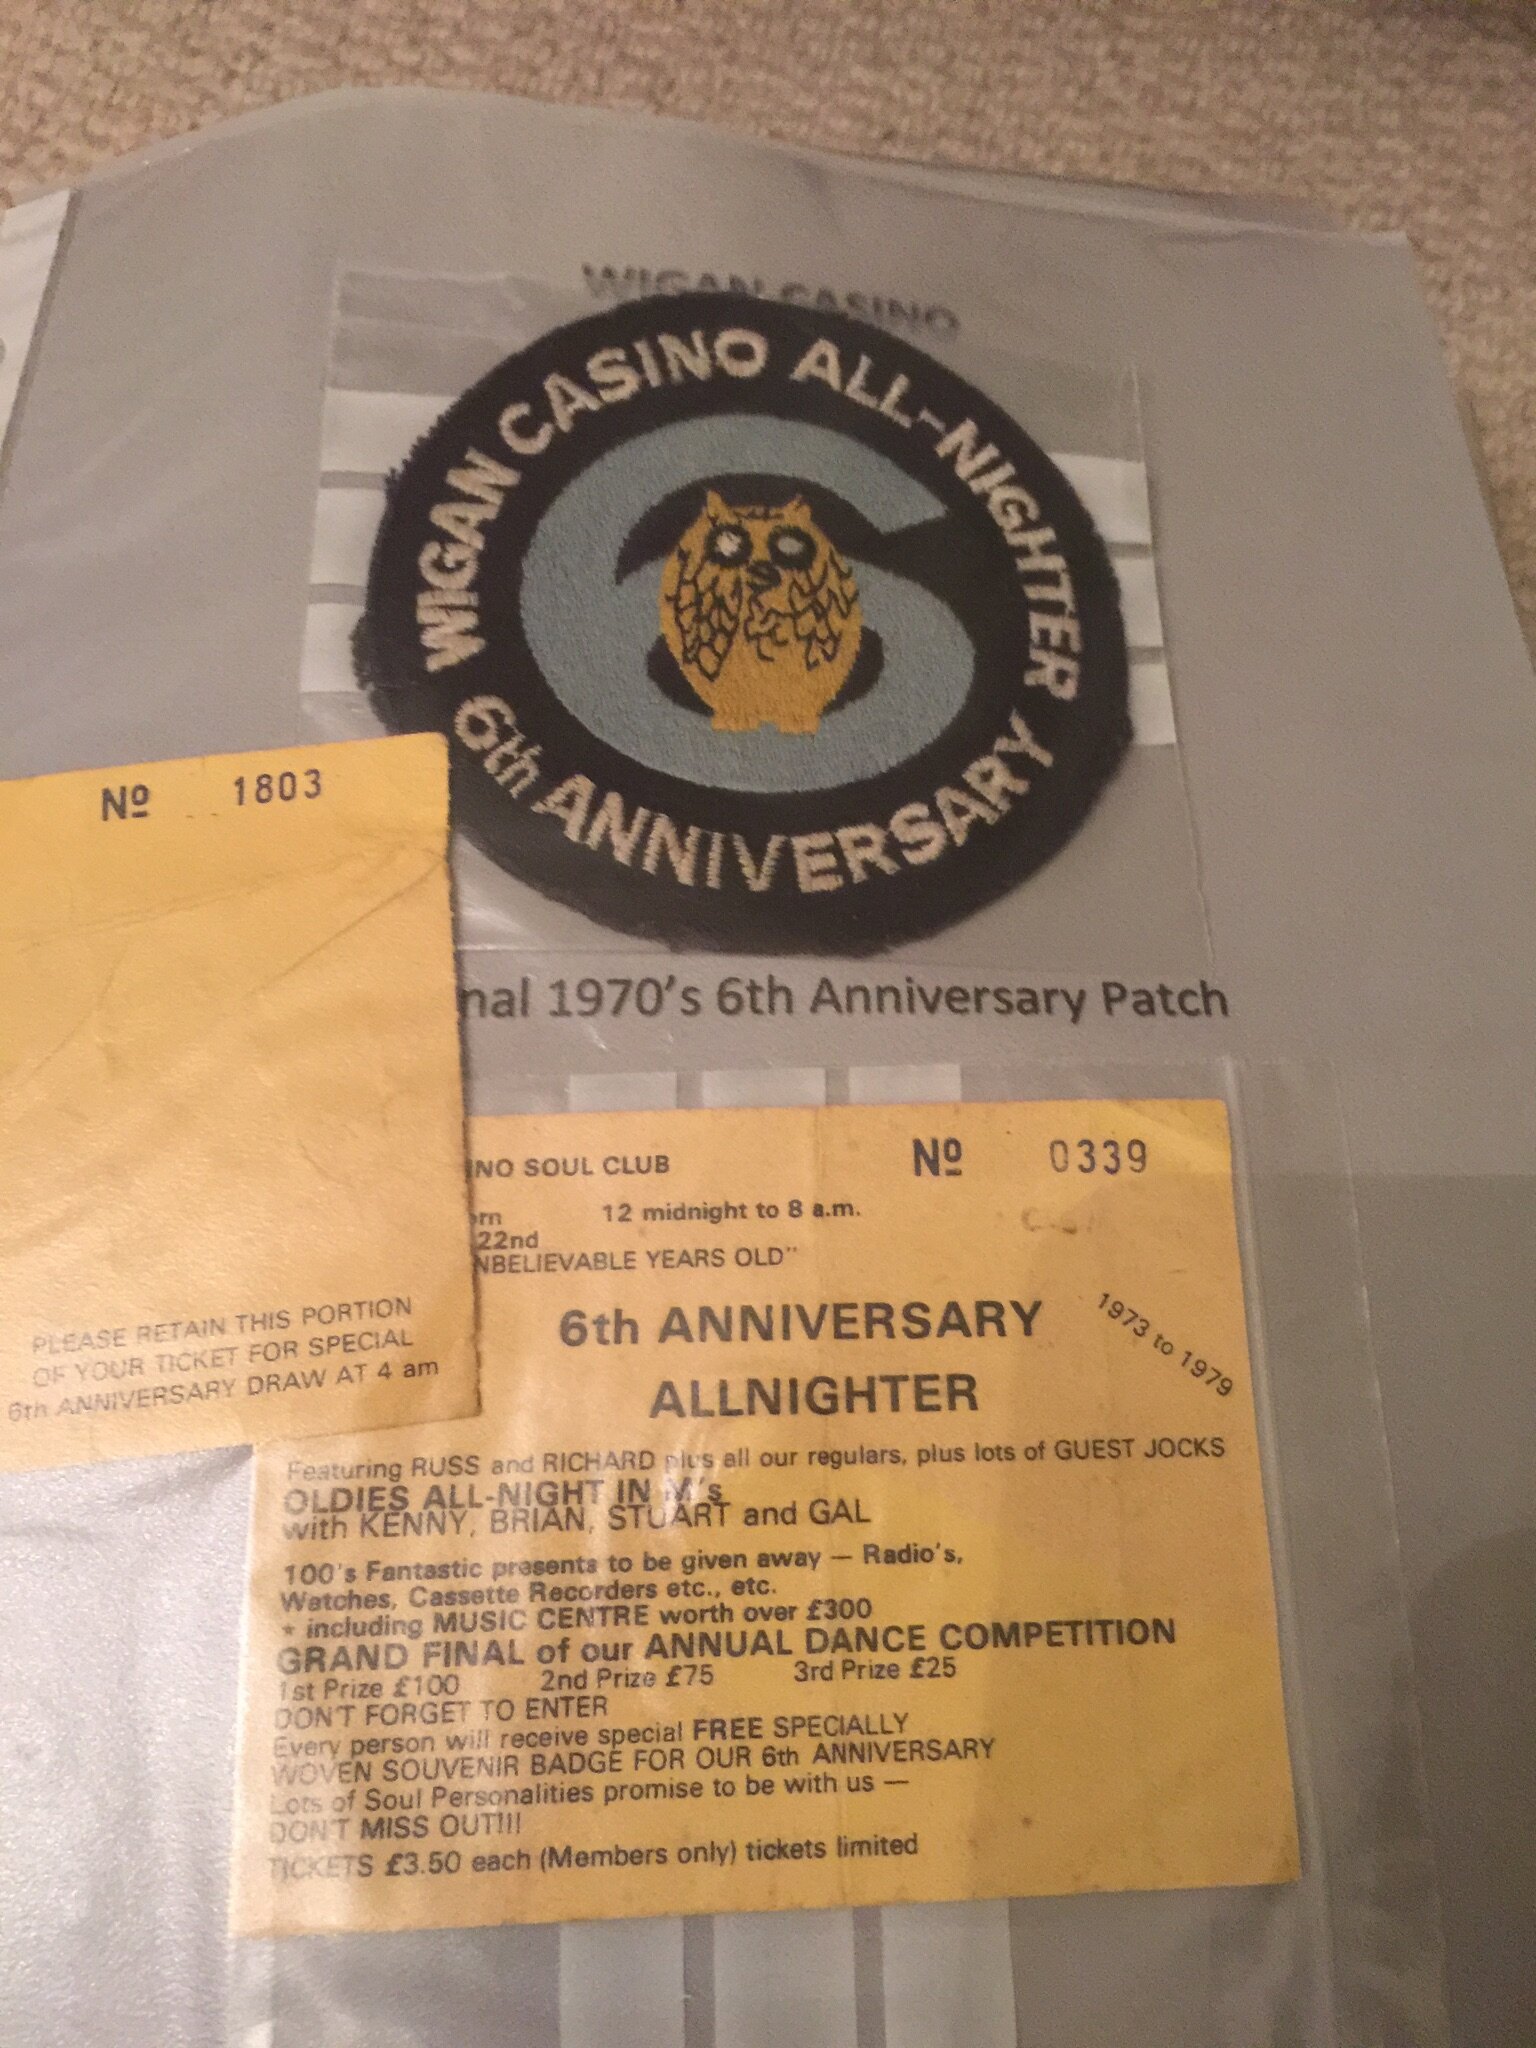 WIGAN CASINO
WIGAN CASINO ALL-NIGHTER
6th ANNIVERSARY
nal 1970's 6th Anniversary Patch
Nº 1803
PLEASE RETAIN THIS PORTION
OF YOUR TICKET FOR SPECIAL
6th ANNIVERSARY DRAW AT 4 am
INO SOUL CLUB Nº 0339
12 midnight to 8 a.m.
22nd
NBELIEVABLE YEARS OLD"
6th ANNIVERSARY
1973 to 1979
ALLNIGHTER
Featuring RUSS and RICHARD plus all our regulars, plus lots of GUEST JOCKS
OLDIES ALL-NIGHT IN M's
with KENNY, BRIAN, STUART and GAL
100's Fantastic presents to be given away — Radio's,
Watches, Cassette Recorders etc., etc.
* including MUSIC CENTRE worth over £300
GRAND FINAL of our ANNUAL DANCE COMPETITION
1st Prize £100 2nd Prize £75 3rd Prize £25
DON'T FORGET TO ENTER
Every person will receive special FREE SPECIALLY
WOVEN SOUVENIR BADGE FOR OUR 6th ANNIVERSARY
Lots of Soul Personalities promise to be with us —
DON'T MISS OUT!!!
TICKETS £3.50 each (Members only) tickets limited